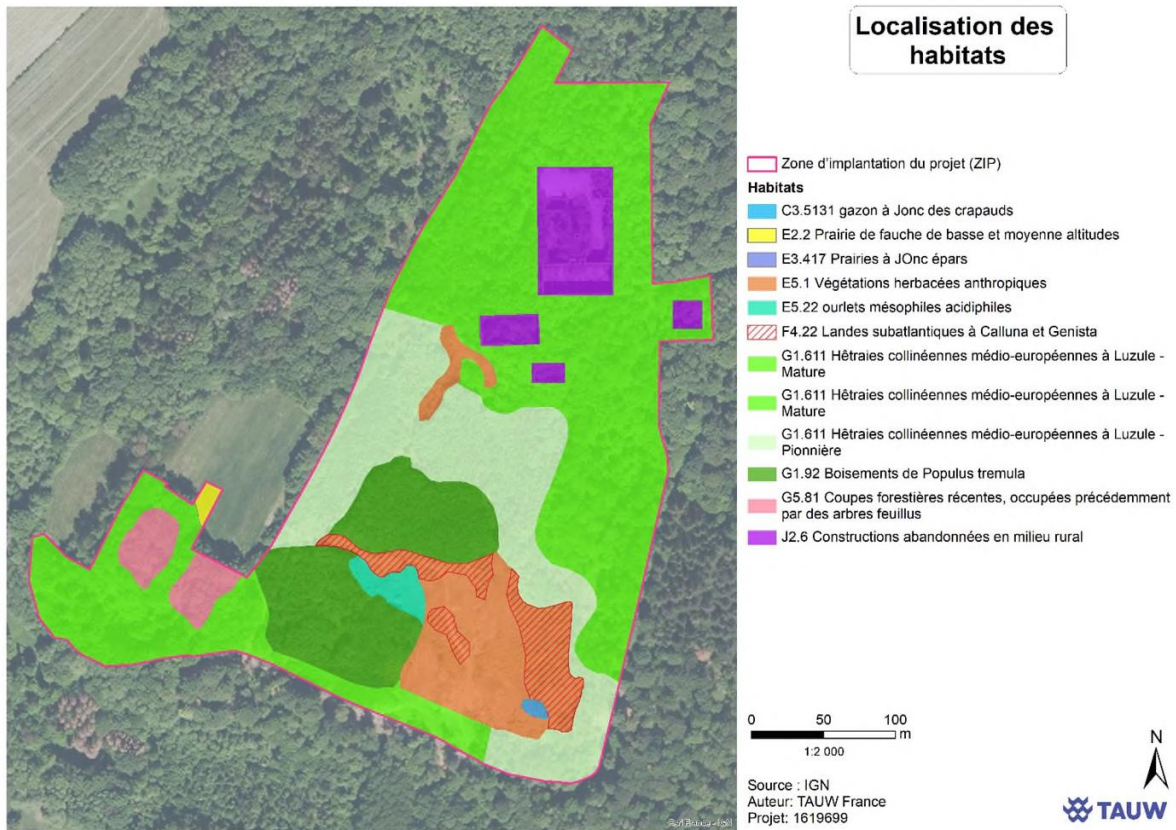 Localisation des
habitats
Zone d'implantation du projet (ZIP)
Habitats
C3.5131 gazon à Jonc des crapauds
E2.2 Prairie de fauche de basse et moyenne altitudes
E3.417 Prairies à JOnc épars
E5.1 Végétations herbacées anthropiques
E5.22 ourlets mésophiles acidiphiles
F4.22 Landes subatlantiques à Calluna et Genista
G1.611 Hêtraies collinéennes médio-européennes à Luzule -
Mature
G1.611 Hêtraies collinéennes médio-européennes à Luzule -
Mature
G1.611 Hêtraies collinéennes médio-européennes à Luzule -
Pionnière
G1.92 Boisements de Populus tremula
G5.81 Coupes forestières récentes, occupées précédemment
par des arbres feuillus
J2.6 Constructions abandonnées en milieu rural
0 50 100
m
1:2 000
N
Source : IGN
Auteur: TAUW France
Projet: 1619699
TAUW